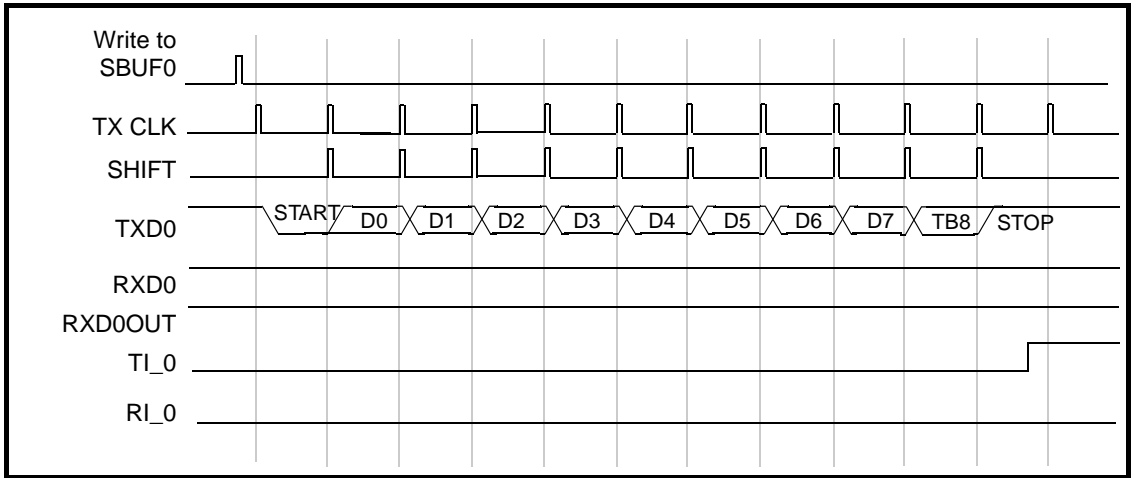 Write to
SBUF0
TX CLK
SHIFT
TXD0 START D0 D1 D2 D3 D4 D5 D6 D7 TB8 STOP
RXD0
RXD0OUT
TI_0
RI_0